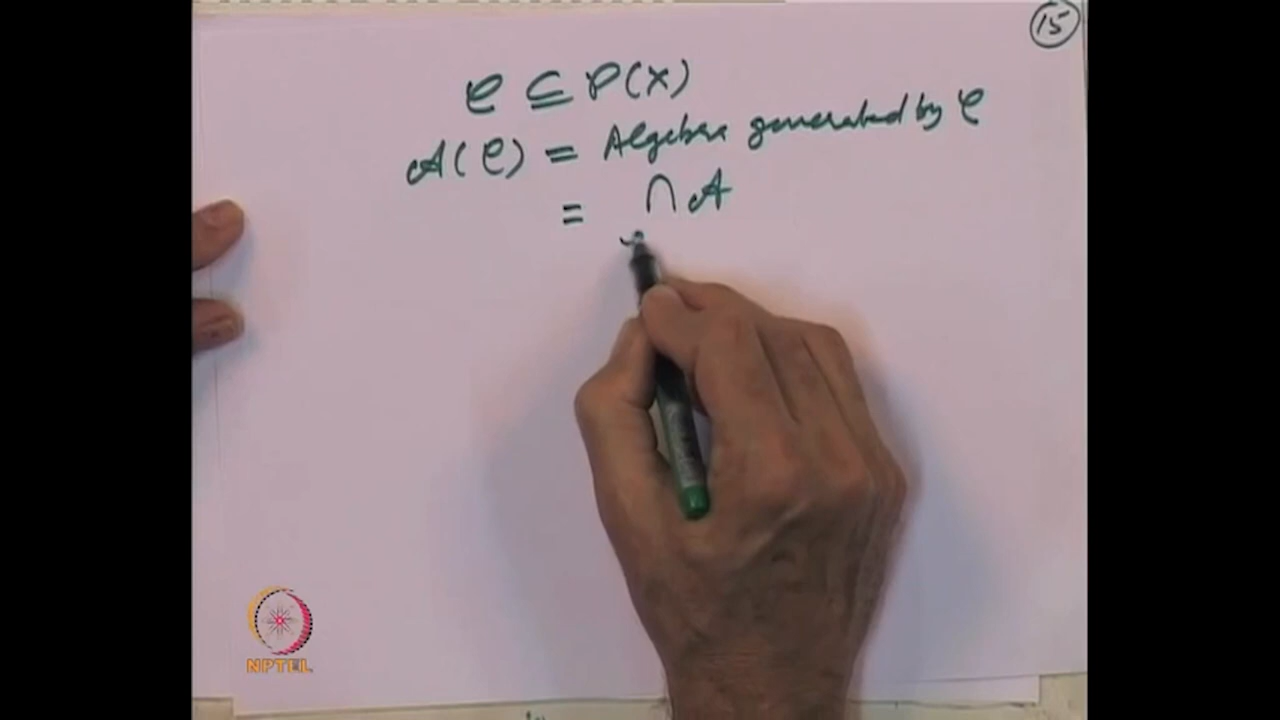 15
𝒞 ⊆ P(X)
𝒜(𝒞) = Algebra generated by 𝒞
= ∩ 𝒜
NPTEL